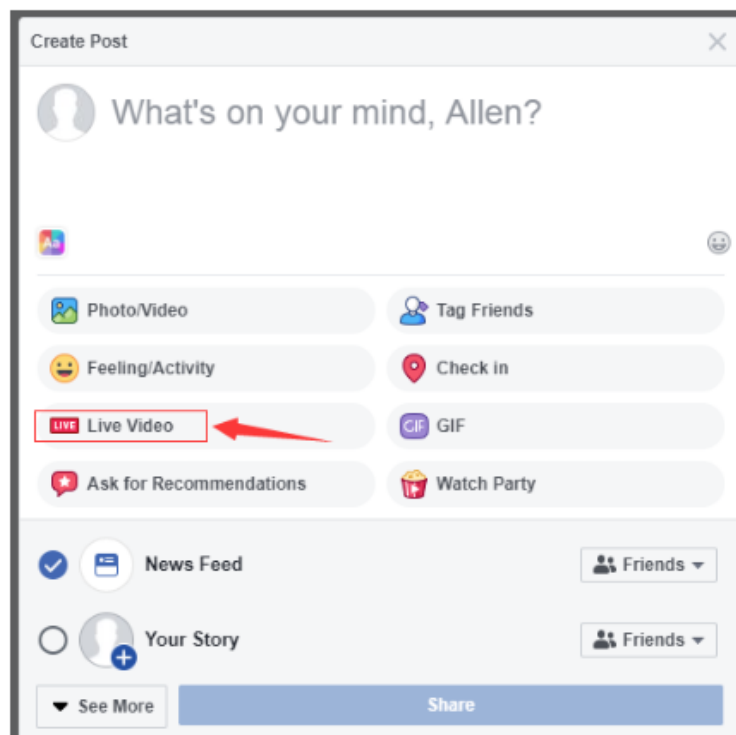 Create Post
What's on your mind, Allen?
Aa
Photo/Video
Tag Friends
Feeling/Activity
Check in
LIVE Live Video
GIF GIF
Ask for Recommendations
Watch Party
News Feed
Friends
Your Story
Friends
See More
Share